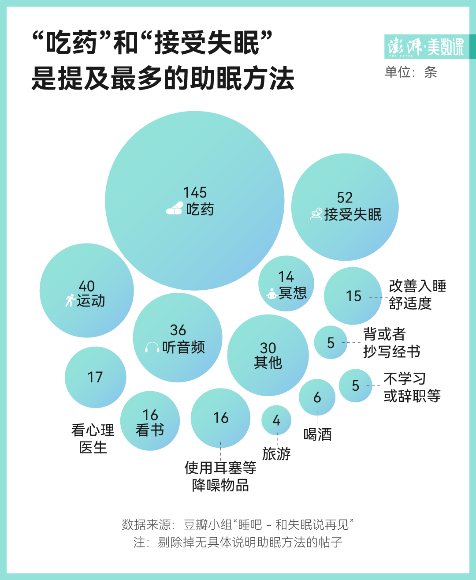 “吃药”和“接受失眠”
是提及最多的助眠方法
澎湃·美数课
单位：条
145
吃药
52
接受失眠
40
运动
14
冥想
15
改善入睡
舒适度
36
听音频
30
其他
5
背或者
抄写经书
17
看心理
医生
16
看书
16
使用耳塞等
降噪物品
4
旅游
6
喝酒
5
不学习
或辞职等
数据来源：豆瓣小组“睡吧 - 和失眠说再见”
注：剔除掉无具体说明助眠方法的帖子